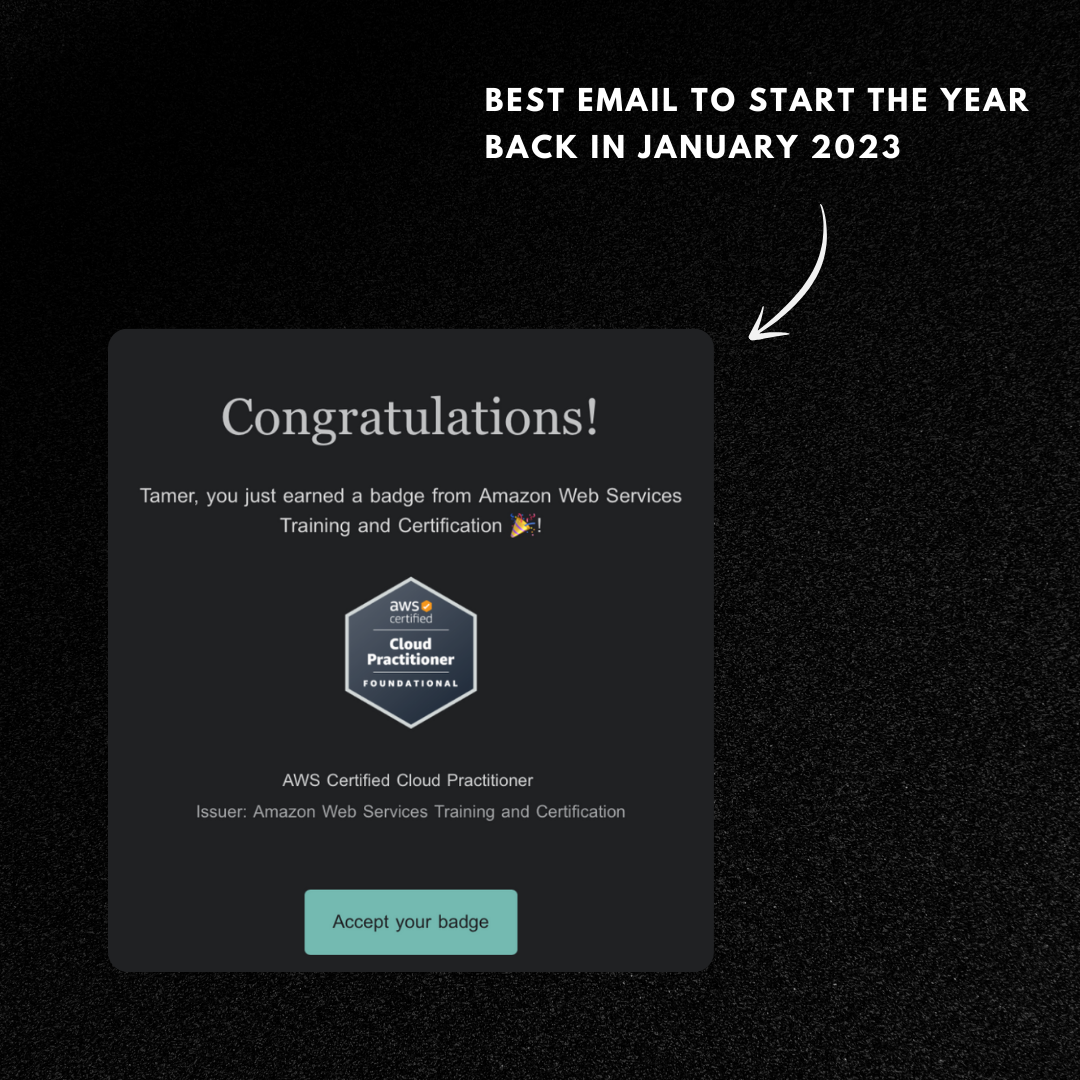 BEST EMAIL TO START THE YEAR
BACK IN JANUARY 2023
Congratulations!
Tamer, you just earned a badge from Amazon Web Services
Training and Certification 🎉!
aws
certified
Cloud
Practitioner
FOUNDATIONAL
AWS Certified Cloud Practitioner
Issuer: Amazon Web Services Training and Certification
Accept your badge